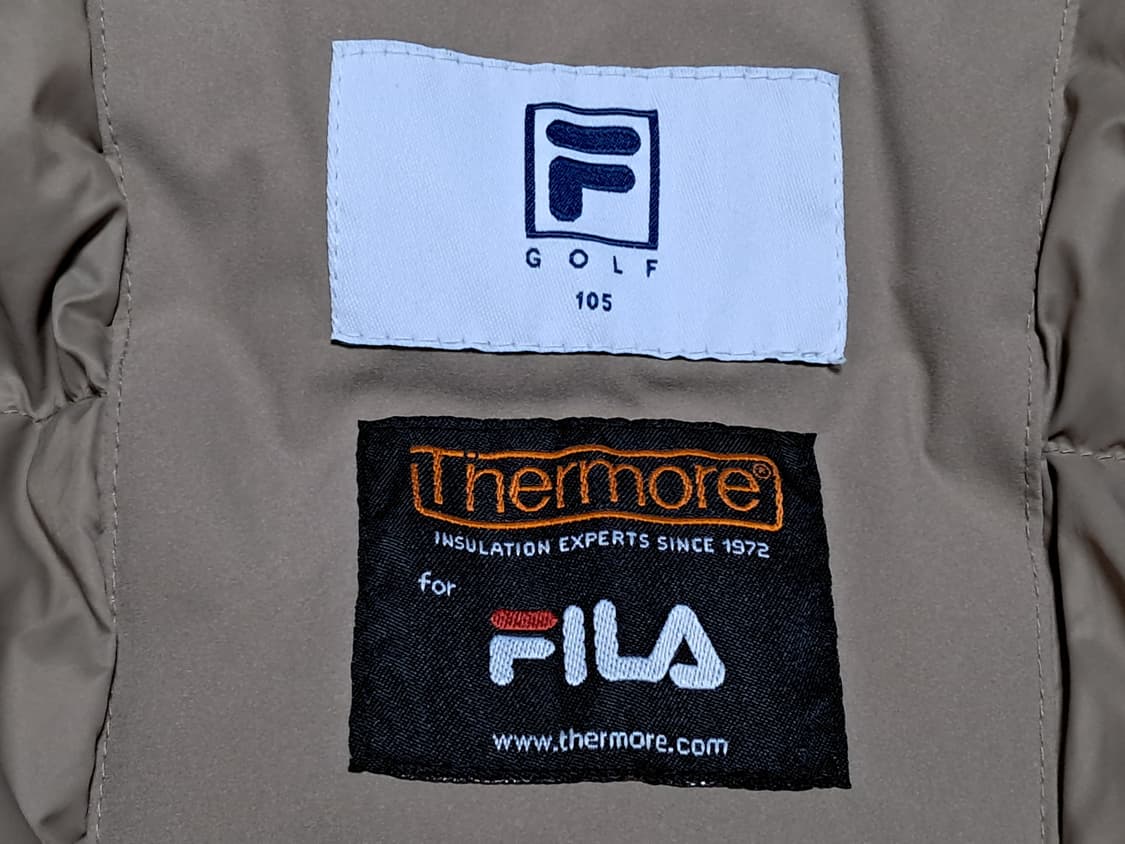 F
GOLF
105
Thermore®
INSULATION EXPERTS SINCE 1972
for
FILA
www.thermore.com